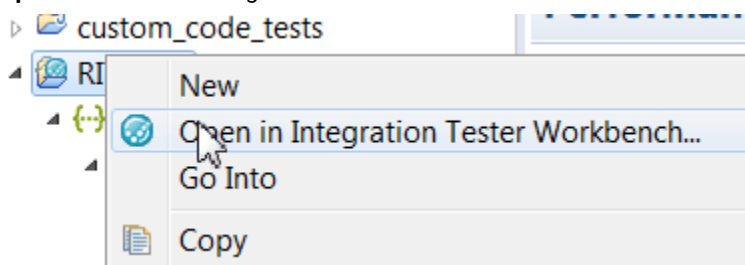 custom_code_tests
RI
New
Open in Integration Tester Workbench...
Go Into
Copy